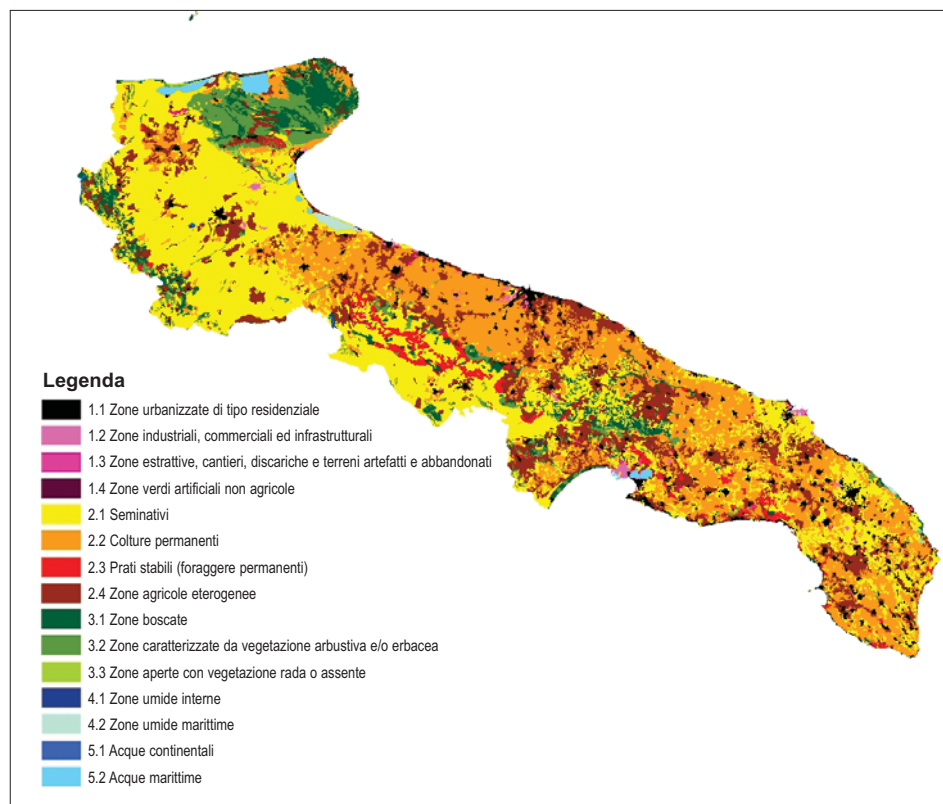 Legenda
1.1 Zone urbanizzate di tipo residenziale
1.2 Zone industriali, commerciali ed infrastrutturali
1.3 Zone estrattive, cantieri, discariche e terreni artefatti e abbandonati
1.4 Zone verdi artificiali non agricole
2.1 Seminativi
2.2 Colture permanenti
2.3 Prati stabili (foraggere permanenti)
2.4 Zone agricole eterogenee
3.1 Zone boscate
3.2 Zone caratterizzate da vegetazione arbustiva e/o erbacea
3.3 Zone aperte con vegetazione rada o assente
4.1 Zone umide interne
4.2 Zone umide marittime
5.1 Acque continentali
5.2 Acque marittime